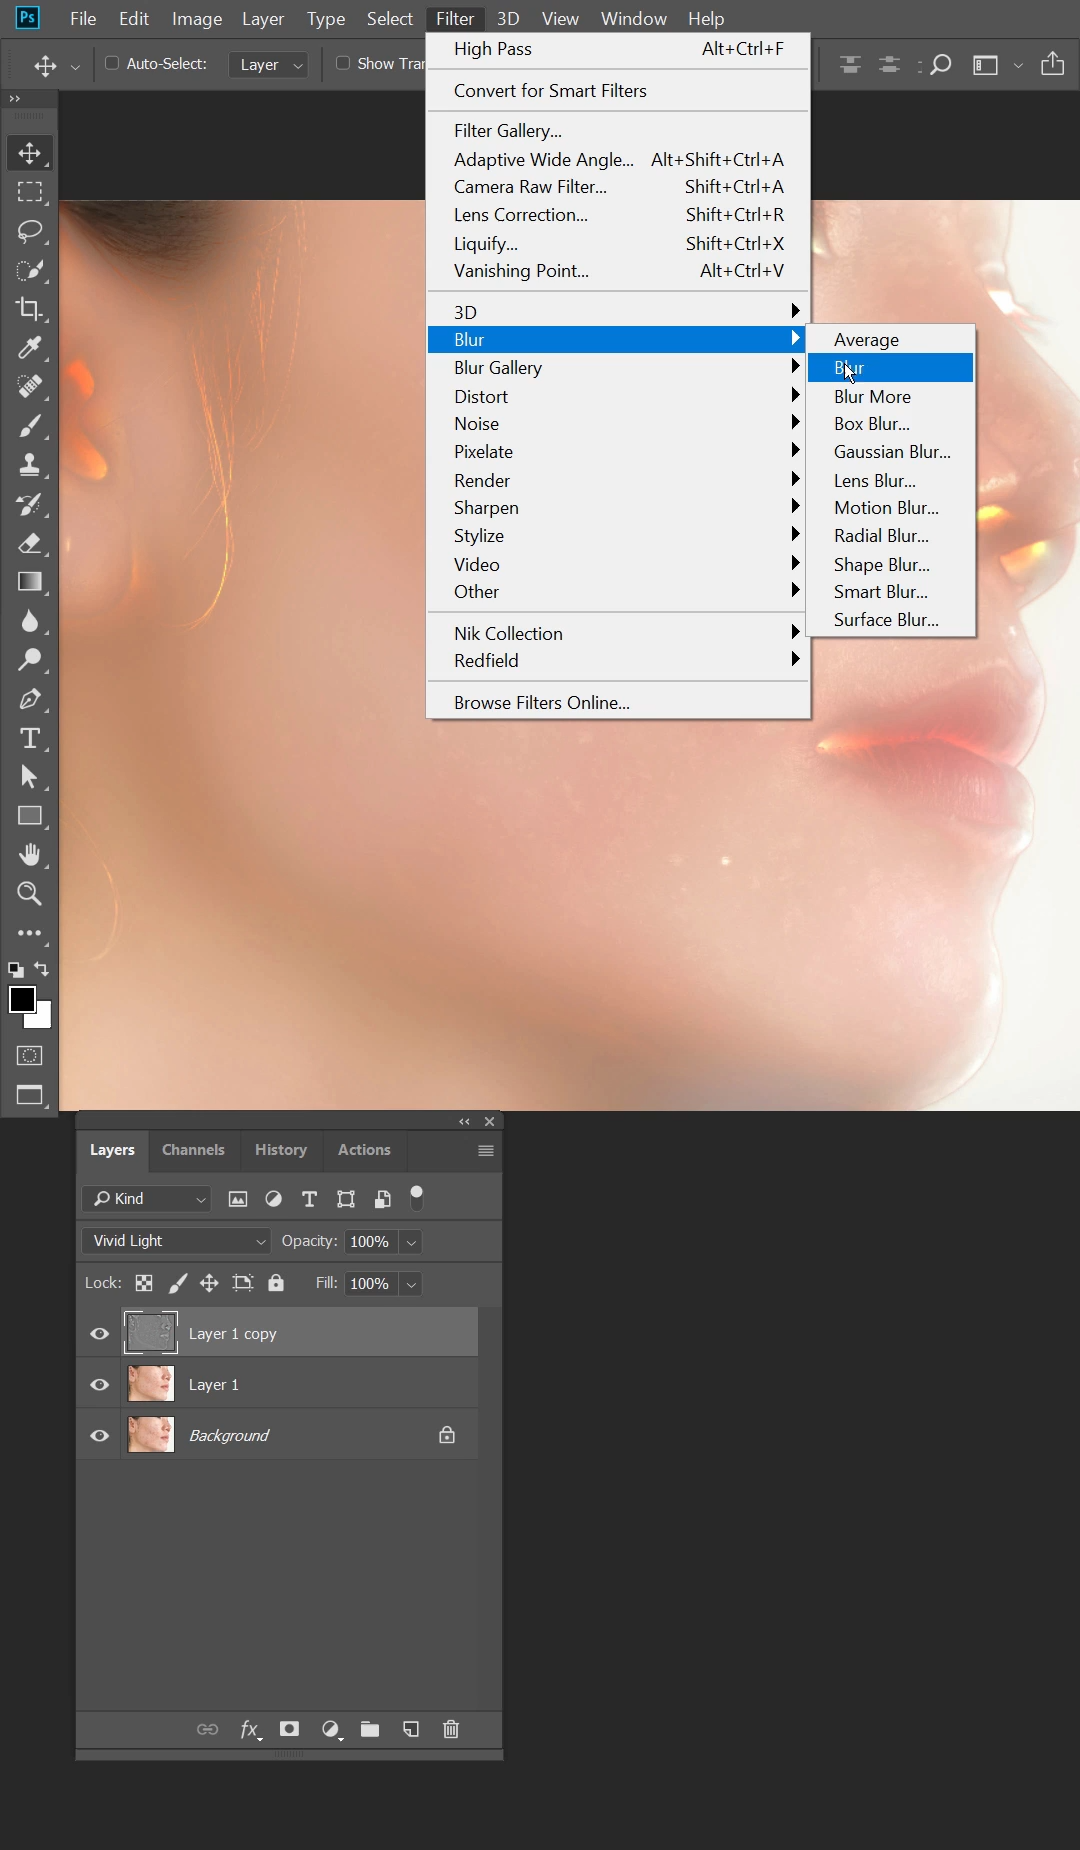 Ps File Edit Image Layer Type Select Filter 3D View Window Help
Auto-Select: Layer Show Tran
High Pass Alt+Ctrl+F
Convert for Smart Filters
Filter Gallery...
Adaptive Wide Angle... Alt+Shift+Ctrl+A
Camera Raw Filter... Shift+Ctrl+A
Lens Correction... Shift+Ctrl+R
Liquify... Shift+Ctrl+X
Vanishing Point... Alt+Ctrl+V
3D
Blur
Blur Gallery
Distort
Noise
Pixelate
Render
Sharpen
Stylize
Video
Other
Nik Collection
Redfield
Browse Filters Online...
Average
Blur
Blur More
Box Blur...
Gaussian Blur...
Lens Blur...
Motion Blur...
Radial Blur...
Shape Blur...
Smart Blur...
Surface Blur...
Layers Channels History Actions
Kind
Vivid Light Opacity: 100%
Lock: Fill: 100%
Layer 1 copy
Layer 1
Background
fx